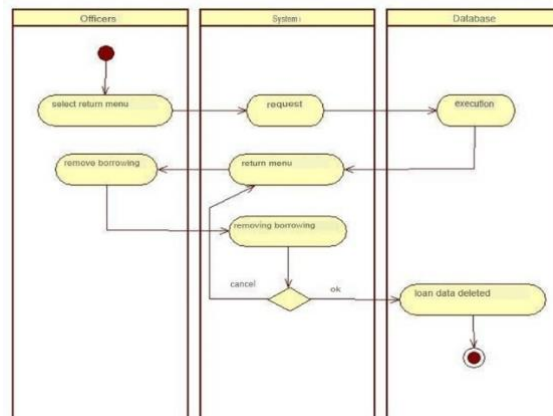 Officers
System
Database
select return menu
request
execution
remove borrowing
return menu
removing borrowing
cancel
ok
loan data deleted